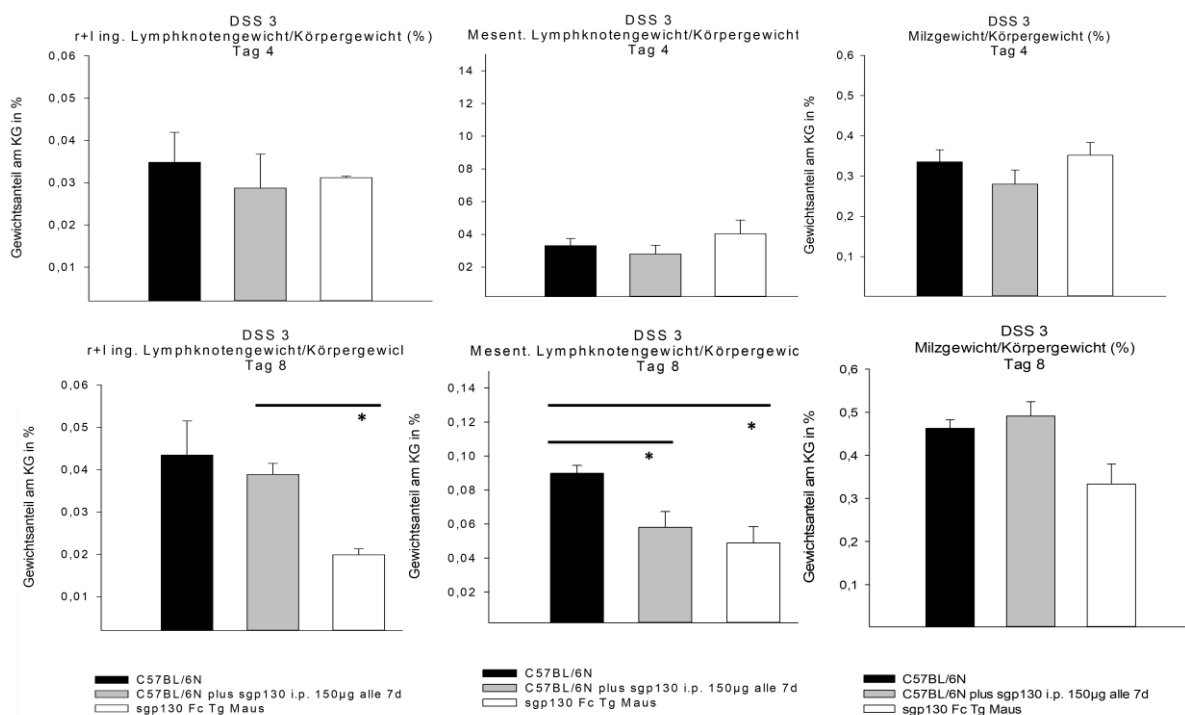 DSS 3
r+l ing. Lymphknotengewicht/Körpergewicht (%)
Tag 4
0,06
0,05
0,04
0,03
0,02
0,01
Gewichtsanteil am KG in %
DSS 3
Mesent. Lymphknotengewicht/Körpergewicht
Tag 4
14
12
10
08
06
04
02
DSS 3
Milzgewicht/Körpergewicht (%)
Tag 4
0,6
0,5
0,4
0,3
0,2
0,1
Gewichtsanteil am KG in %
DSS 3
r+l ing. Lymphknotengewicht/Körpergewicl
Tag 8
0,06
0,05
0,04
0,03
0,02
0,01
Gewichtsanteil am KG in %
*
DSS 3
Mesent. Lymphknotengewicht/Körpergewic
Tag 8
0,14
0,12
0,10
0,08
0,06
0,04
0,02
Gewichtsanteil am KG in %
*
*
DSS 3
Milzgewicht/Körpergewicht (%)
Tag 8
0,6
0,5
0,4
0,3
0,2
0,1
Gewichtsanteil am KG in %
C57BL/6N
C57BL/6N plus sgp130 i.p. 150µg alle 7d
sgp130 Fc Tg Maus
C57BL/6N
C57BL/6N plus sgp130 i.p. 150µg alle 7d
sgp130 Fc Tg Maus
C57BL/6N
C57BL/6N plus sgp130 i.p. 150µg alle 7d
sgp130 Fc Tg Maus